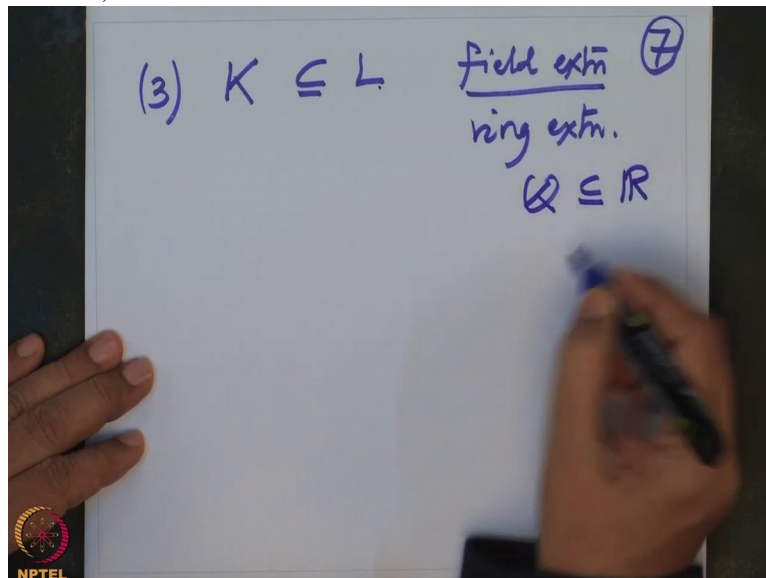 (3) K ⊆ L field extn ⑦
ring extn.
ℚ ⊆ ℝ
NPTEL